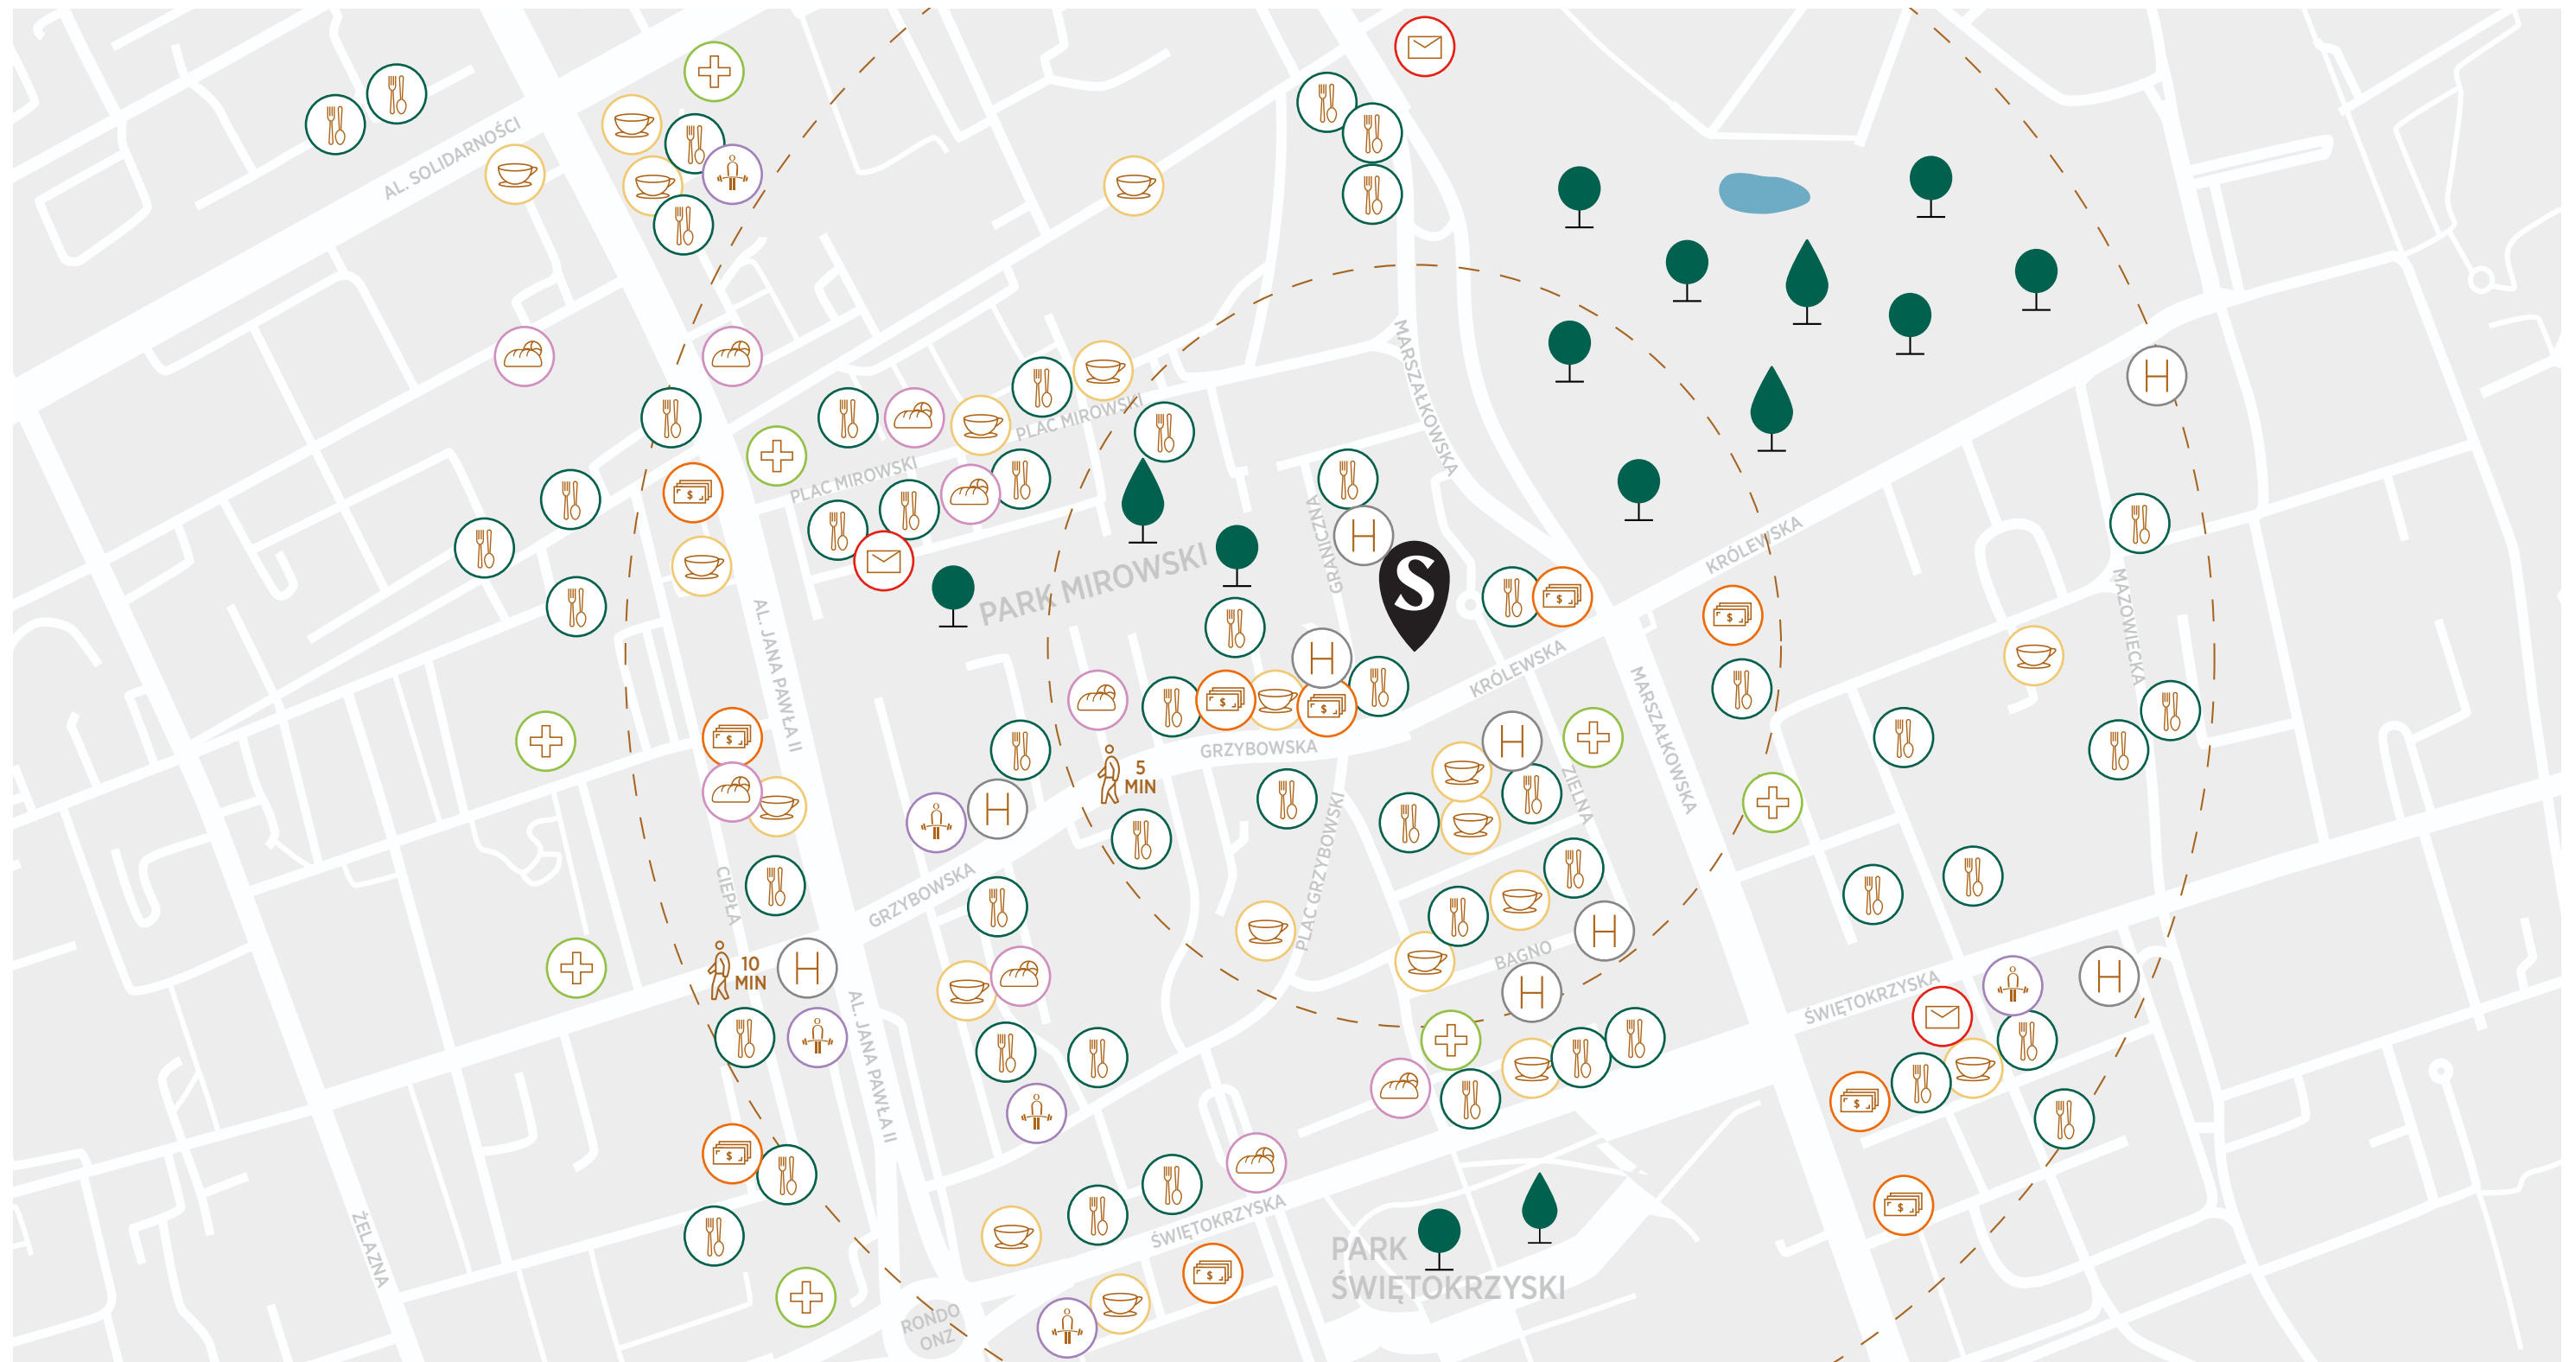 AL. SOLIDARNOŚCI
MARSZAŁKOWSKA
PLAC MIROWSKI
PLAC MIROWSKI
GRANICZNA
PARK MIROWSKI
S
KRÓLEWSKA
MAZOWIECKA
AL. JANA PAWŁA II
KRÓLEWSKA
MARSZAŁKOWSKA
GRZYBOWSKA
5
MIN
ZIELNA
PLAC GRZYBOWSKI
CIEPŁA
GRZYBOWSKA
BAGNO
10
MIN
ŚWIĘTOKRZYSKA
AL. JANA PAWŁA II
ŻELAZNA
ŚWIĘTOKRZYSKA
PARK
ŚWIĘTOKRZYSKI
RONDO
ONZ
H
H
H
H
H
H
H
H
H